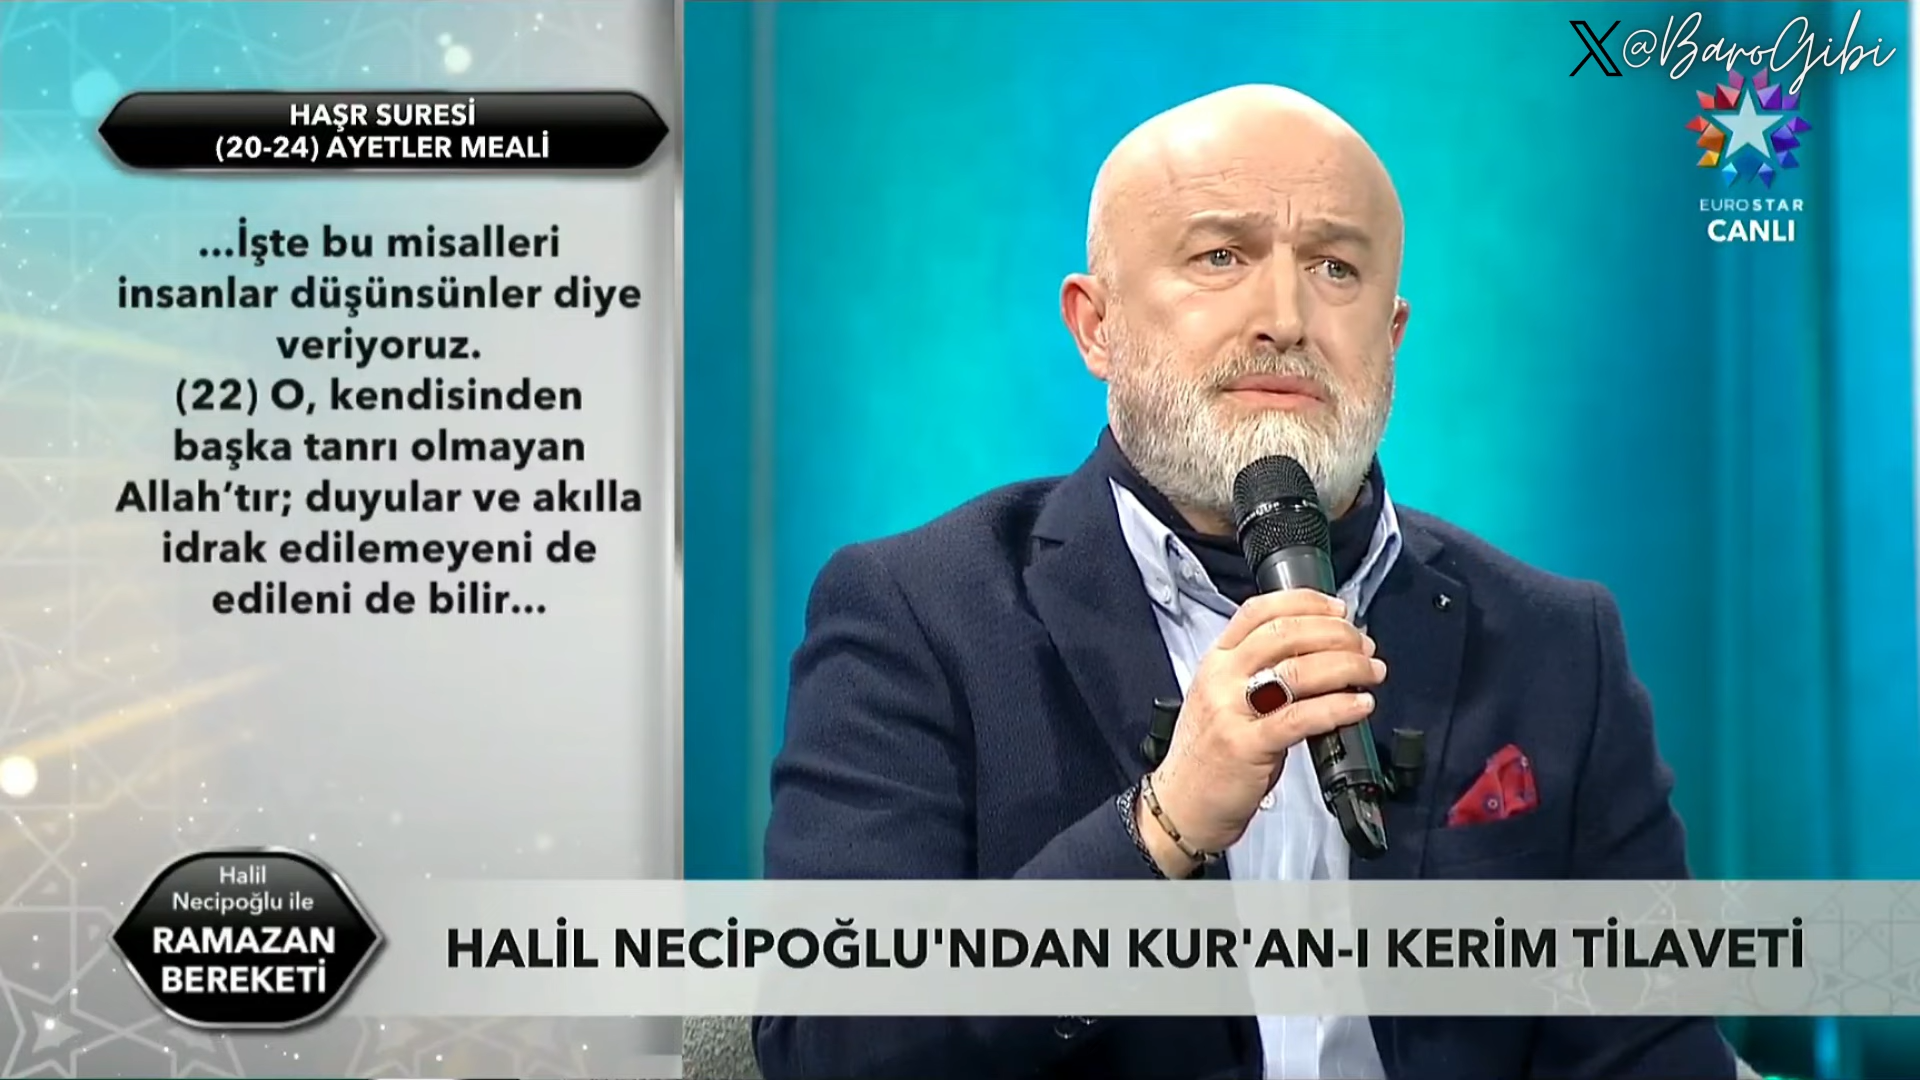 X@BaroGibi
HAŞR SURESİ
(20-24) AYETLER MEALİ
EUROSTAR
CANLI
...İşte bu misalleri
insanlar düşünsünler diye
veriyoruz.
(22) O, kendisinden
başka tanrı olmayan
Allah'tır; duyular ve akılla
idrak edilemeyeni de
edileni de bilir...
Halil
Necipoğlu ile
RAMAZAN
BEREKETİ
HALİL NECİPOĞLU'NDAN KUR'AN-I KERİM TİLAVETİ